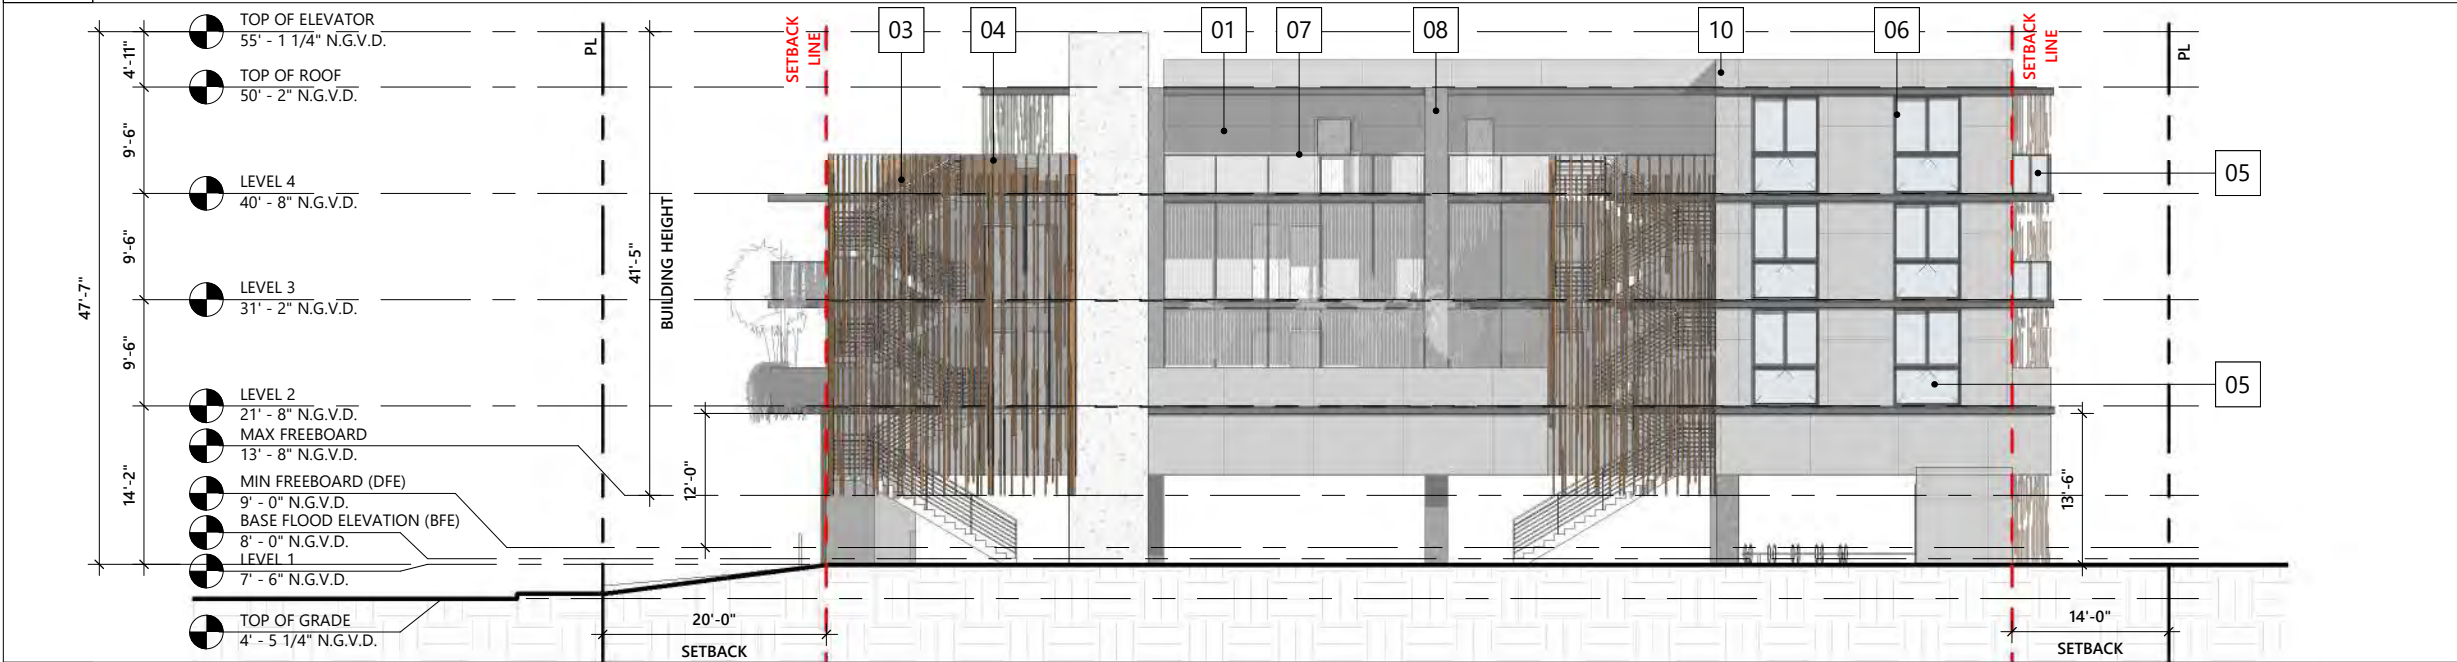 TOP OF ELEVATOR
55' - 1 1/4" N.G.V.D.
TOP OF ROOF
50' - 2" N.G.V.D.
LEVEL 4
40' - 8" N.G.V.D.
LEVEL 3
31' - 2" N.G.V.D.
LEVEL 2
21' - 8" N.G.V.D.
MAX FREEBOARD
13' - 8" N.G.V.D.
MIN FREEBOARD (DFE)
9' - 0" N.G.V.D.
BASE FLOOD ELEVATION (BFE)
8' - 0" N.G.V.D.
LEVEL 1
7' - 6" N.G.V.D.
TOP OF GRADE
4' - 5 1/4" N.G.V.D.
47'-7"
4'-11"
9'-6"
9'-6"
9'-6"
14'-2"
PL
41'-5"
BUILDING HEIGHT
12'-0"
SETBACK
LINE
03
04
01
07
08
10
06
SETBACK
LINE
PL
05
05
13'-6"
20'-0"
SETBACK
14'-0"
SETBACK